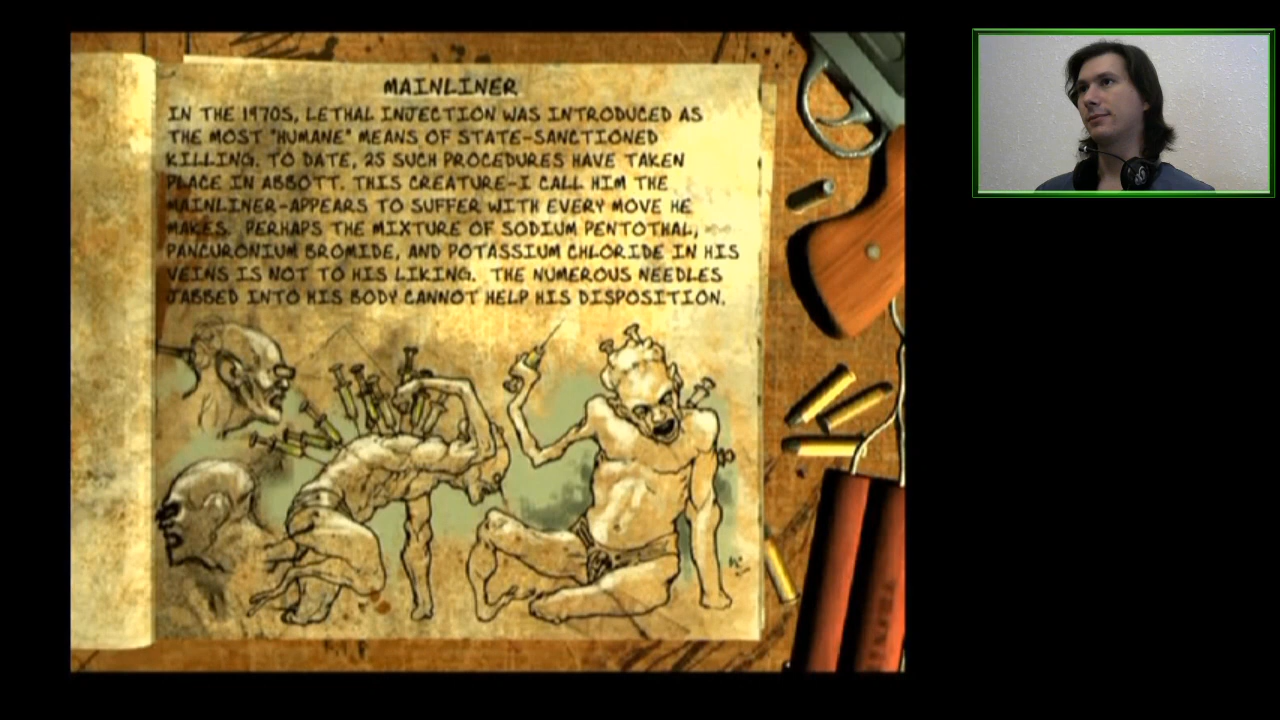 MAINLINER
IN THE 1970S, LETHAL INJECTION WAS INTRODUCED AS
THE MOST "HUMANE" MEANS OF STATE-SANCTIONED
KILLING. TO DATE, 25 SUCH PROCEDURES HAVE TAKEN
PLACE IN ABBOTT. THIS CREATURE-I CALL HIM THE
MAINLINER-APPEARS TO SUFFER WITH EVERY MOVE HE
MAKES. PERHAPS THE MIXTURE OF SODIUM PENTOTHAL,
PANCURONIUM BROMIDE, AND POTASSIUM CHLORIDE IN HIS
VEINS IS NOT TO HIS LIKING. THE NUMEROUS NEEDLES
JABBED INTO HIS BODY CANNOT HELP HIS DISPOSITION.